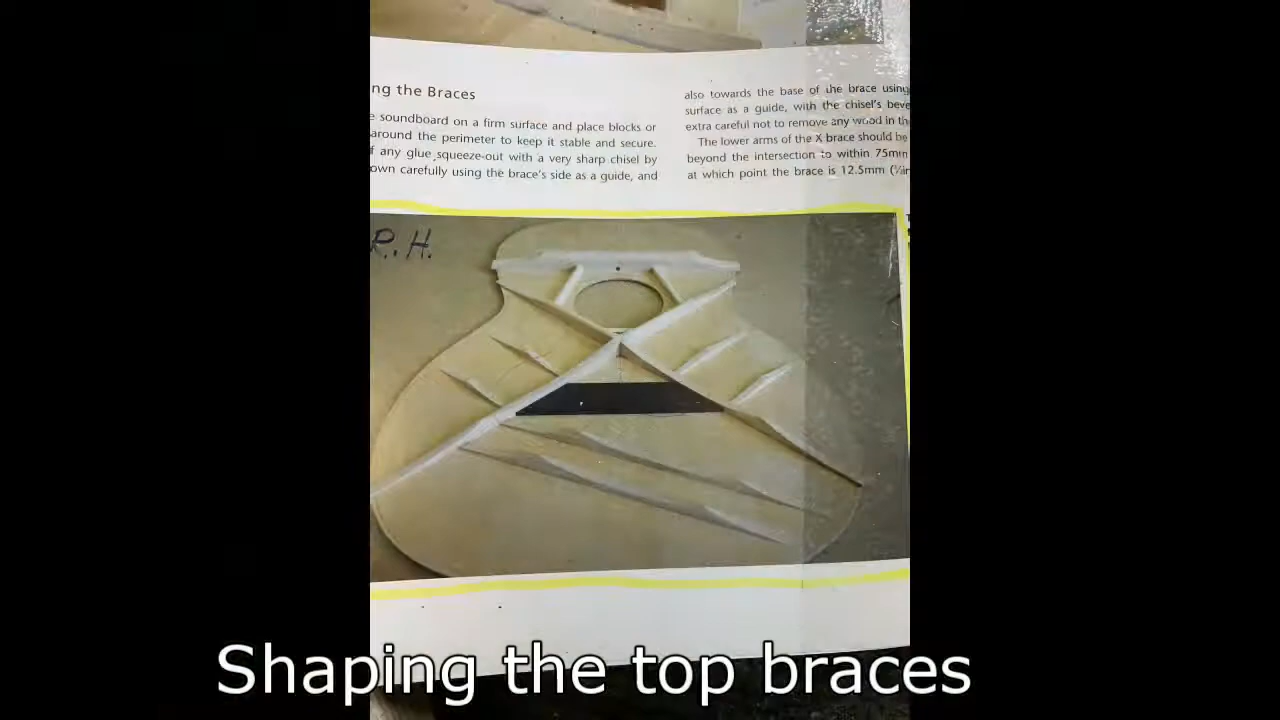 ng the Braces
e soundboard on a firm surface and place blocks or
around the perimeter to keep it stable and secure.
f any glue squeeze-out with a very sharp chisel by
own carefully using the brace's side as a guide, and
also towards the base of the brace using
surface as a guide, with the chisel's beve
extra careful not to remove any wood in th
The lower arms of the X brace should be
beyond the intersection to within 75mm
at which point the brace is 12.5mm (½in
R.H.
Shaping the top braces